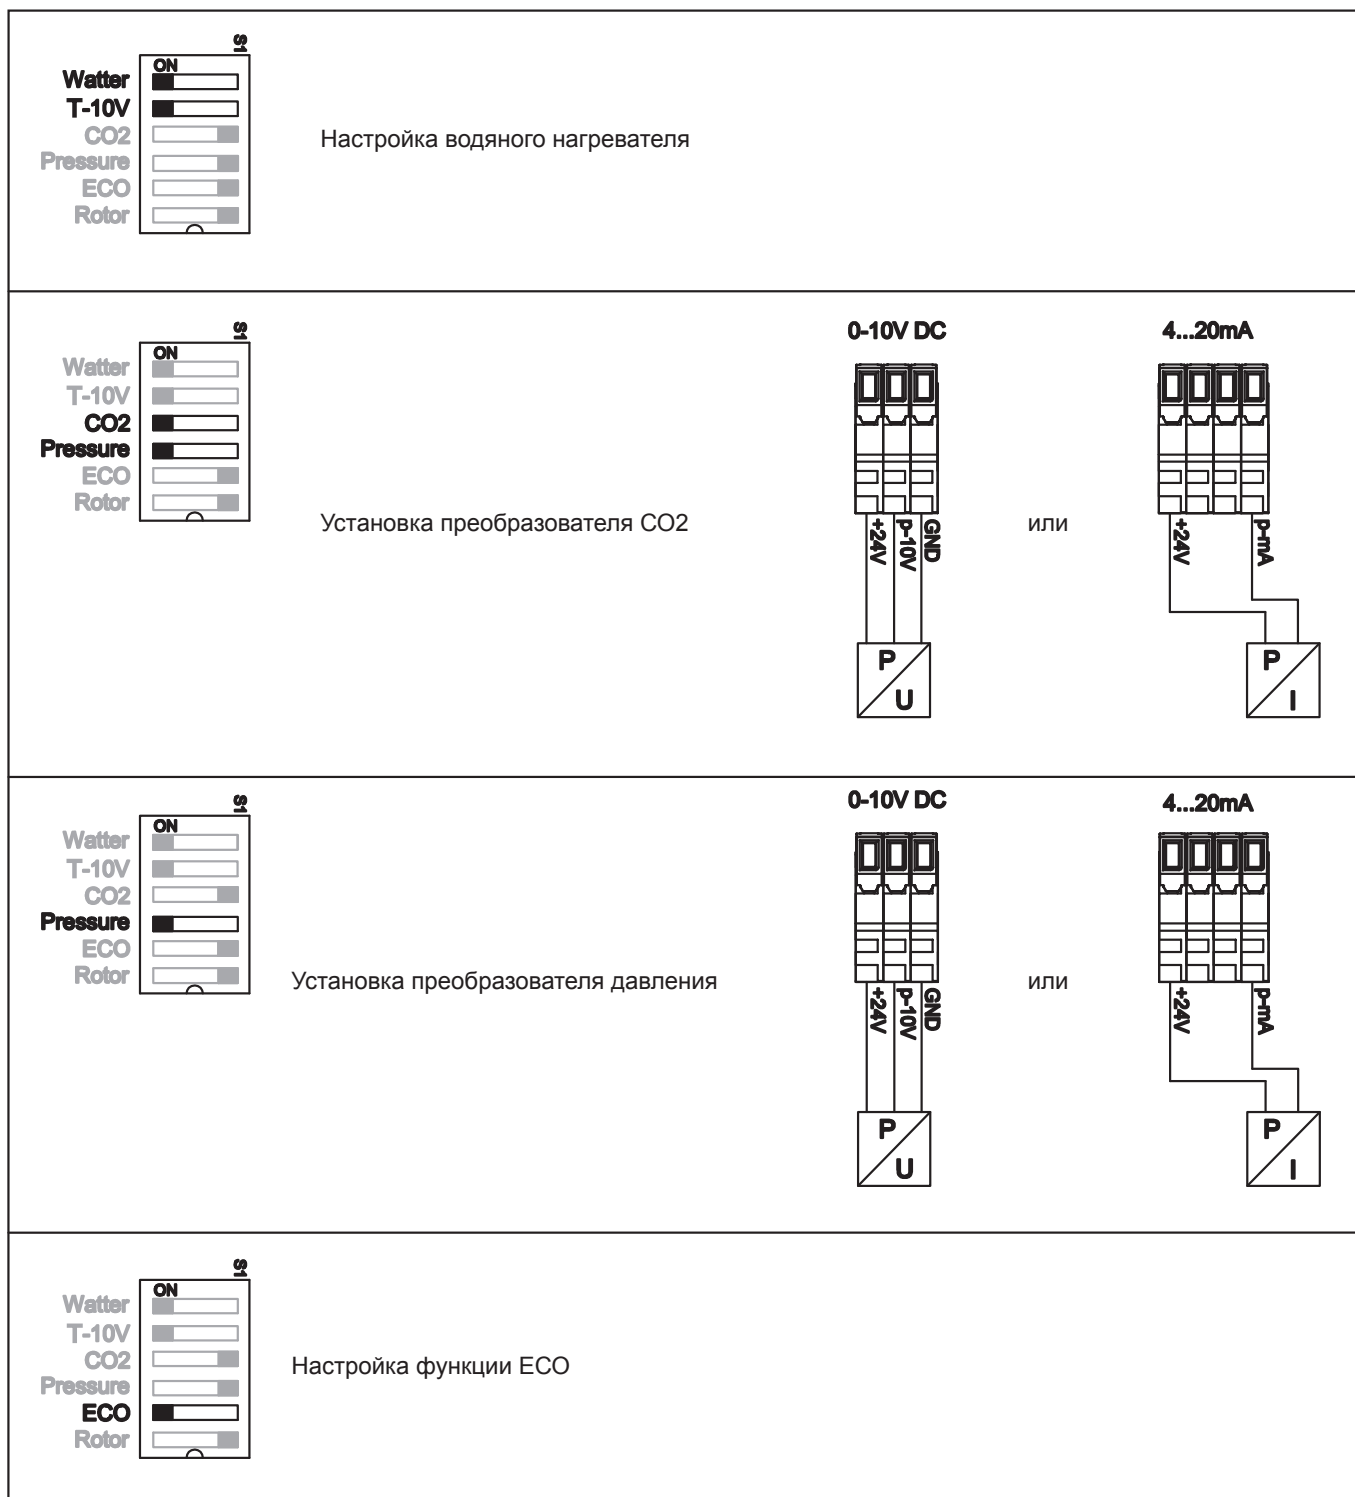 S1
ON
Watter
T-10V
CO2
Pressure
ECO
Rotor
Настройка водяного нагревателя
S1
ON
Watter
T-10V
CO2
Pressure
ECO
Rotor
Установка преобразователя CO2
0-10V DC
+24V
p-10V
GND
P
U
или
4...20mA
+24V
p-mA
P
I
S1
ON
Watter
T-10V
CO2
Pressure
ECO
Rotor
Установка преобразователя давления
0-10V DC
+24V
p-10V
GND
P
U
или
4...20mA
+24V
p-mA
P
I
S1
ON
Watter
T-10V
CO2
Pressure
ECO
Rotor
Настройка функции ECO